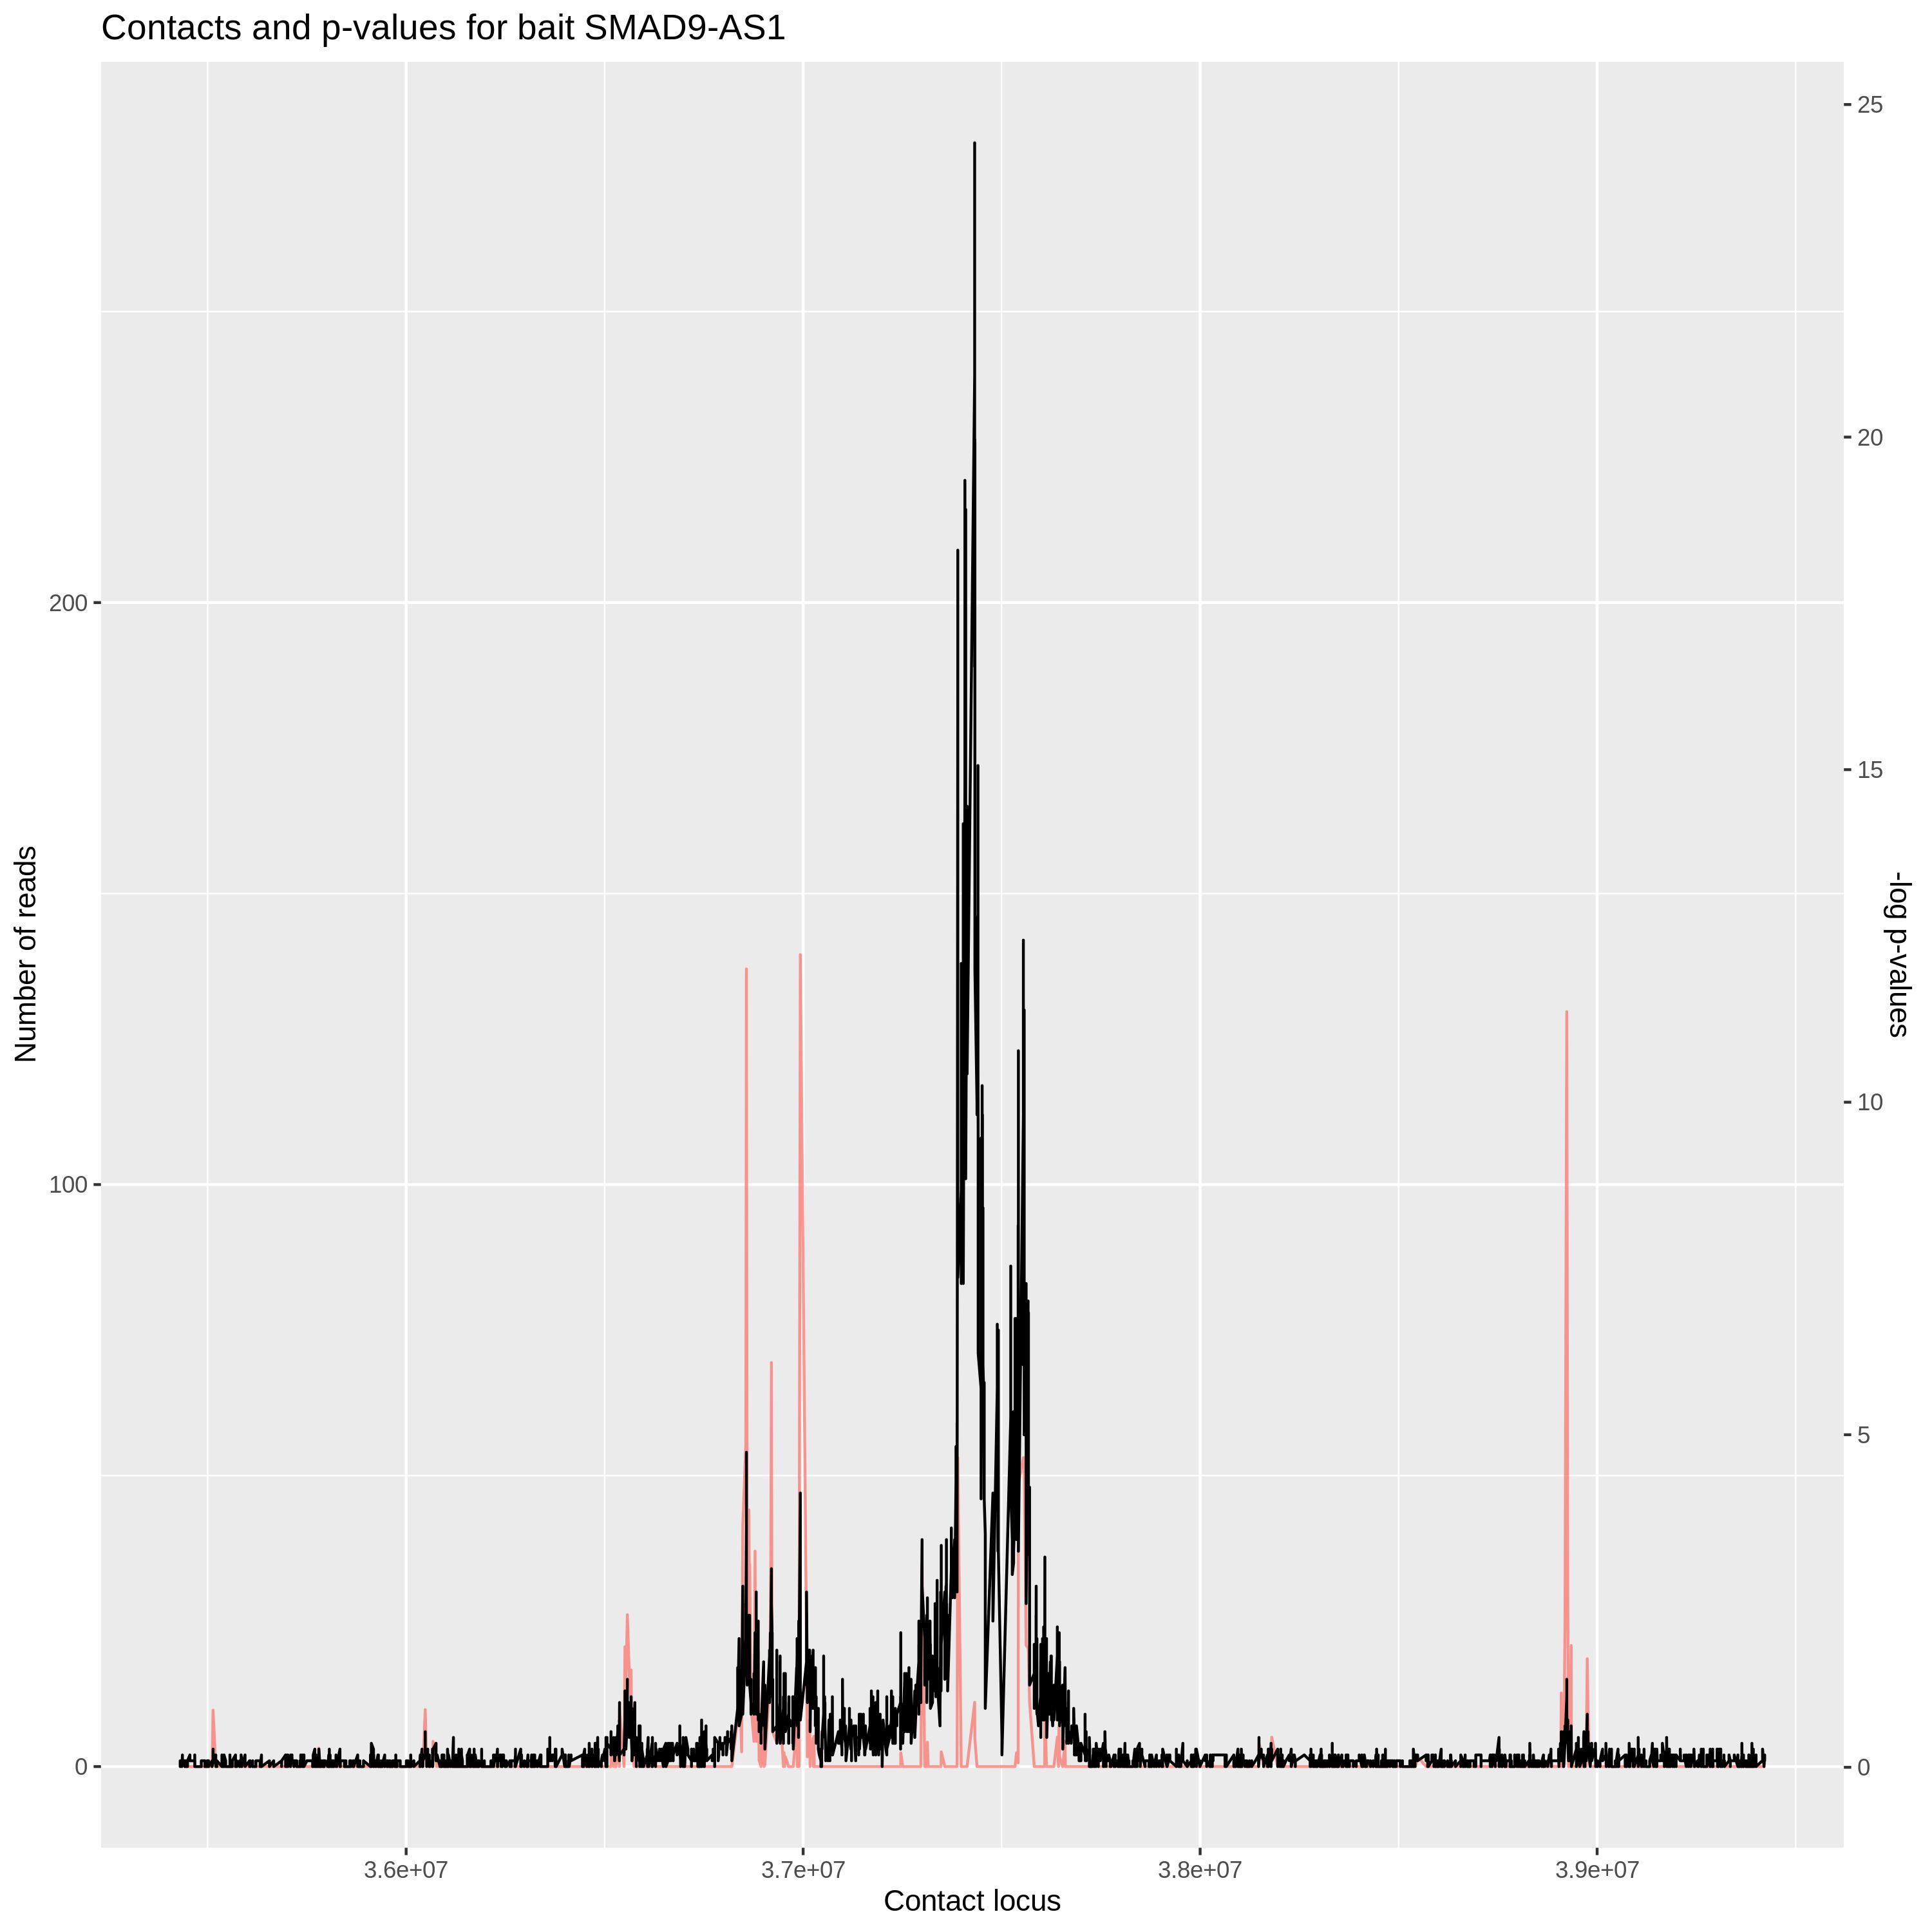 Contacts and p-values for bait SMAD9-AS1
25
20
200
15
Number of reads
-log p-values
10
100
5
0
0
3.6e+07
3.7e+07
3.8e+07
3.9e+07
Contact locus